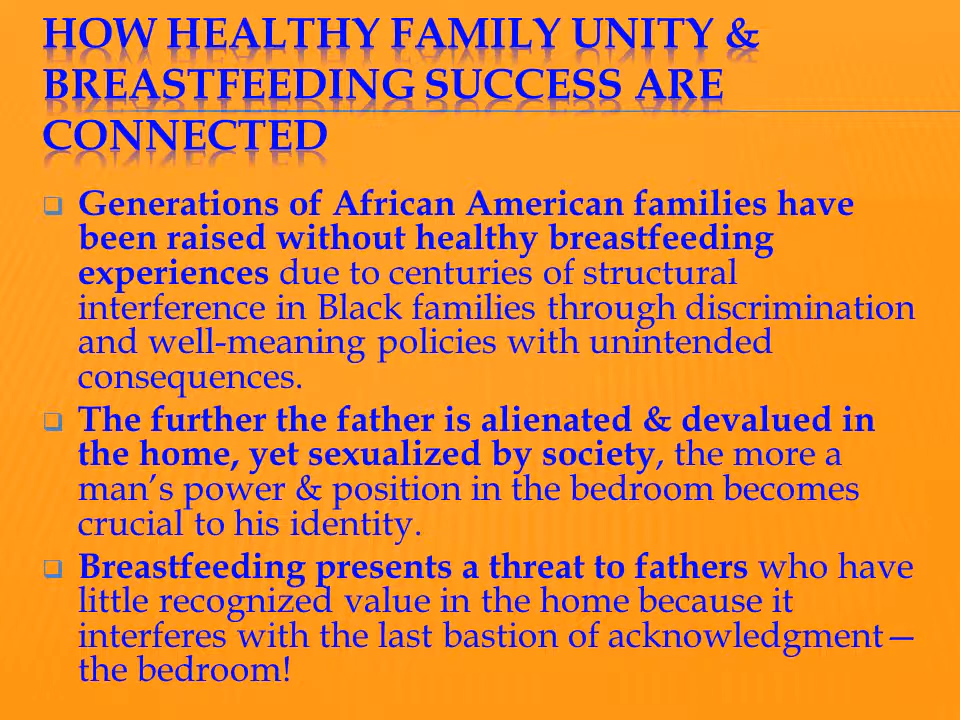 HOW HEALTHY FAMILY UNITY &
BREASTFEEDING SUCCESS ARE
CONNECTED
Generations of African American families have
been raised without healthy breastfeeding
experiences due to centuries of structural
interference in Black families through discrimination
and well-meaning policies with unintended
consequences.
The further the father is alienated & devalued in
the home, yet sexualized by society, the more a
man’s power & position in the bedroom becomes
crucial to his identity.
Breastfeeding presents a threat to fathers who have
little recognized value in the home because it
interferes with the last bastion of acknowledgment—
the bedroom!